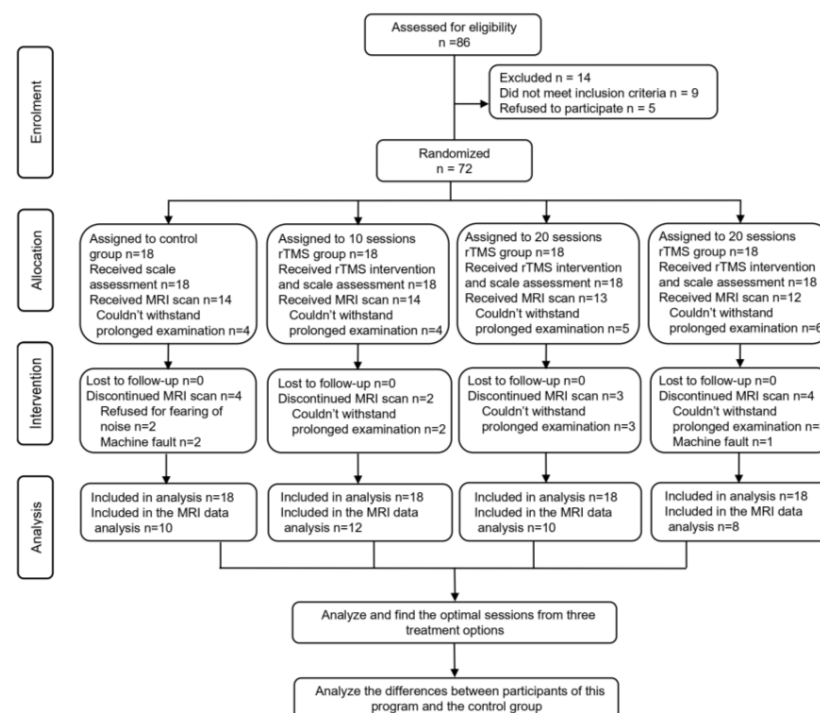 Assessed for eligibility
n =86
Enrolment
Excluded n = 14
Did not meet inclusion criteria n = 9
Refused to participate n = 5
Randomized
n = 72
Allocation
Assigned to control
group n=18
Received scale
assessment n=18
Received MRI scan n=14
Couldn't withstand
prolonged examination n=4
Assigned to 10 sessions
rTMS group n=18
Received rTMS intervention
and scale assessment n=18
Received MRI scan n=14
Couldn't withstand
prolonged examination n=4
Assigned to 20 sessions
rTMS group n=18
Received rTMS intervention
and scale assessment n=18
Received MRI scan n=13
Couldn't withstand
prolonged examination n=5
Assigned to 20 sessions
rTMS group n=18
Received rTMS intervention
and scale assessment n=18
Received MRI scan n=12
Couldn't withstand
prolonged examination n=6
Intervention
Lost to follow-up n=0
Discontinued MRI scan n=4
Refused for fearing of
noise n=2
Machine fault n=2
Lost to follow-up n=0
Discontinued MRI scan n=2
Couldn't withstand
prolonged examination n=2
Lost to follow-up n=0
Discontinued MRI scan n=3
Couldn't withstand
prolonged examination n=3
Lost to follow-up n=0
Discontinued MRI scan n=4
Couldn't withstand
prolonged examination n=
Machine fault n=1
Analysis
Included in analysis n=18
Included in the MRI data
analysis n=10
Included in analysis n=18
Included in the MRI data
analysis n=12
Included in analysis n=18
Included in the MRI data
analysis n=10
Included in analysis n=18
Included in the MRI data
analysis n=8
Analyze and find the optimal sessions from three
treatment options
Analyze the differences between participants of this
program and the control group